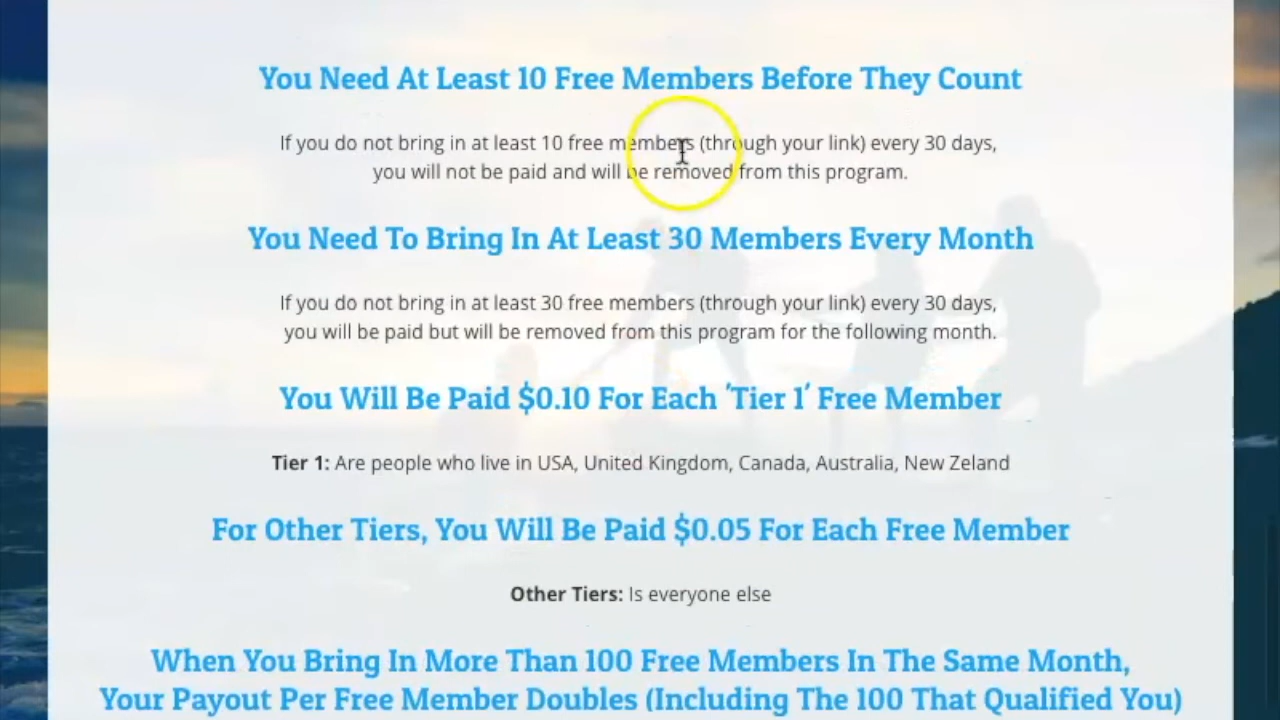 You Need At Least 10 Free Members Before They Count
If you do not bring in at least 10 free members (through your link) every 30 days,
you will not be paid and will be removed from this program.
You Need To Bring In At Least 30 Members Every Month
If you do not bring in at least 30 free members (through your link) every 30 days,
you will be paid but will be removed from this program for the following month.
You Will Be Paid $0.10 For Each 'Tier 1' Free Member
Tier 1: Are people who live in USA, United Kingdom, Canada, Australia, New Zeland
For Other Tiers, You Will Be Paid $0.05 For Each Free Member
Other Tiers: Is everyone else
When You Bring In More Than 100 Free Members In The Same Month,
Your Payout Per Free Member Doubles (Including The 100 That Qualified You)